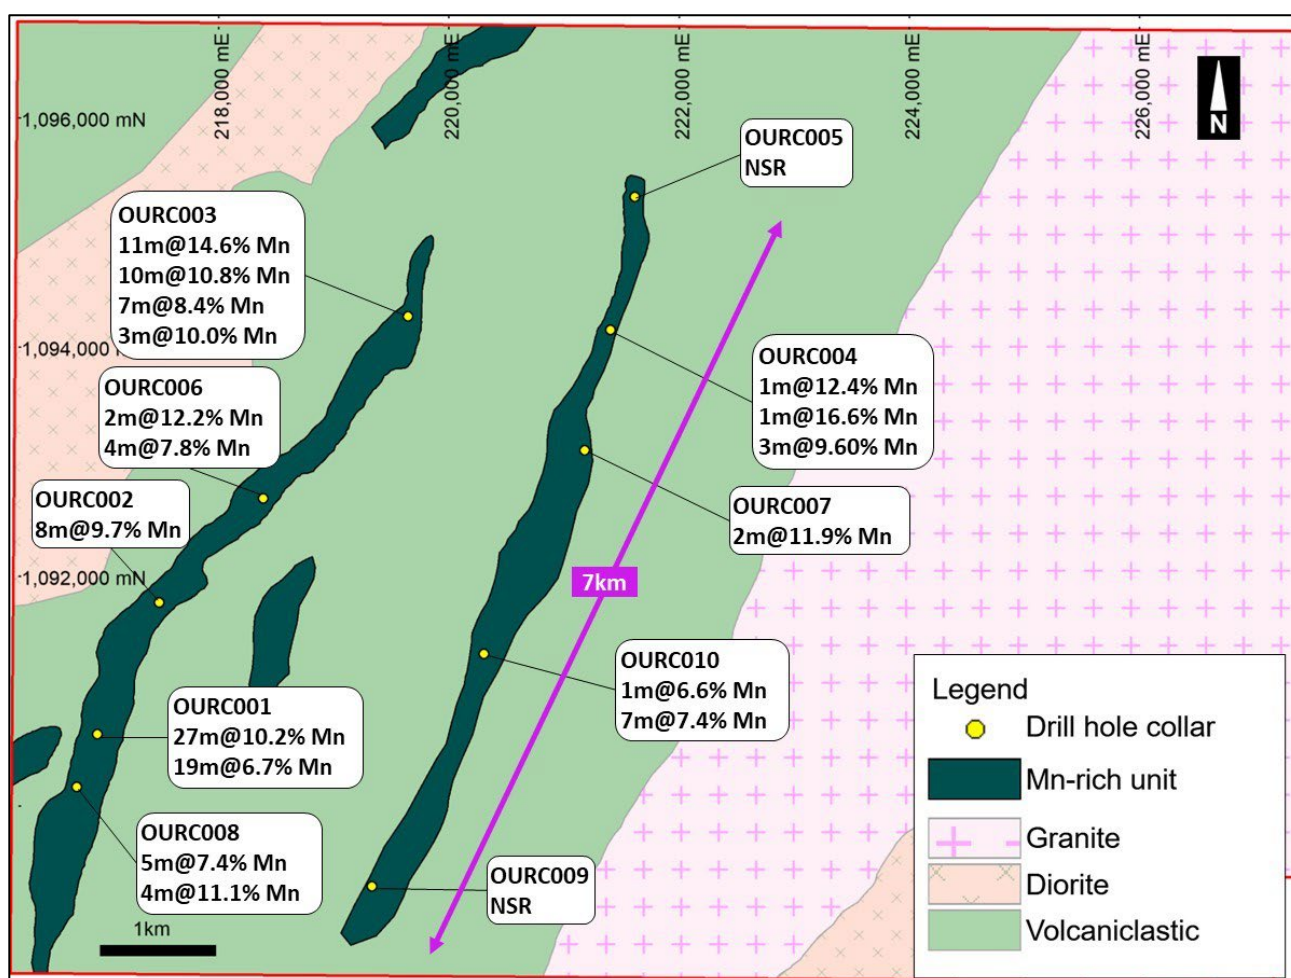 218,000 mE
220,000 mE
222,000 mE
224,000 mE
226,000 mE
1,096,000 mN
N
OURC005
NSR
OURC003
11m@14.6% Mn
10m@10.8% Mn
7m@8.4% Mn
3m@10.0% Mn
1,094,000
OURC004
1m@12.4% Mn
1m@16.6% Mn
3m@9.60% Mn
OURC006
2m@12.2% Mn
4m@7.8% Mn
OURC002
8m@9.7% Mn
OURC007
2m@11.9% Mn
1,092,000 mN
7km
OURC010
1m@6.6% Mn
7m@7.4% Mn
OURC001
27m@10.2% Mn
19m@6.7% Mn
OURC008
5m@7.4% Mn
4m@11.1% Mn
OURC009
NSR
1km
Legend
Drill hole collar
Mn-rich unit
Granite
Diorite
Volcaniclastic